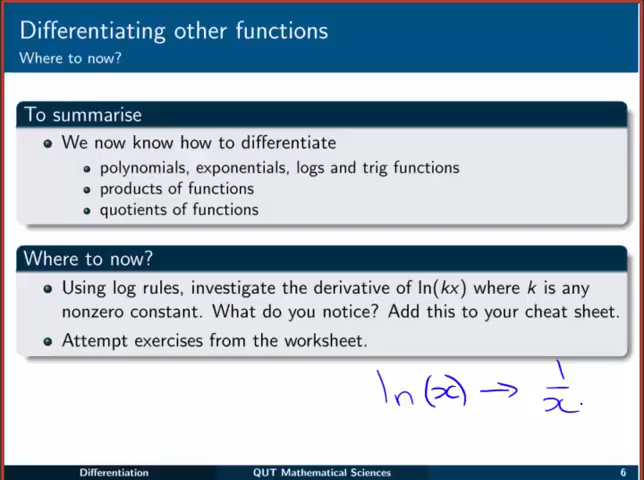 Differentiating other functions
Where to now?
To summarise
We now know how to differentiate
polynomials, exponentials, logs and trig functions
products of functions
quotients of functions
Where to now?
Using log rules, investigate the derivative of ln(kx) where k is any
nonzero constant. What do you notice? Add this to your cheat sheet.
Attempt exercises from the worksheet.
ln(x) → 1/x
Differentiation QUT Mathematical Sciences 6